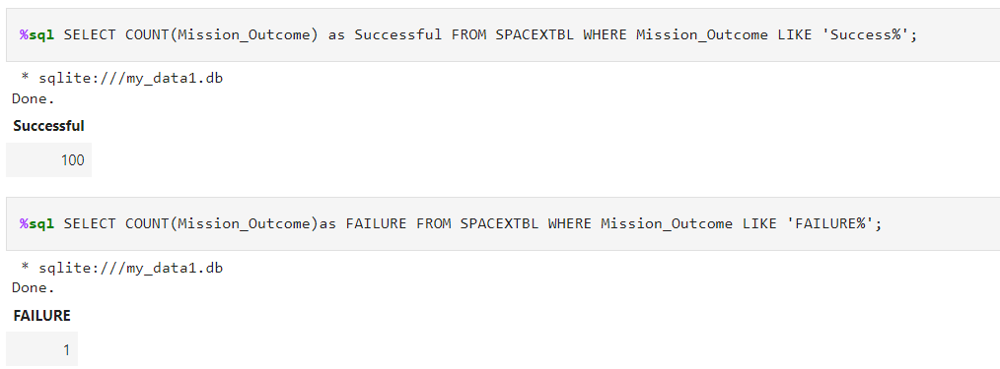 %sql SELECT COUNT(Mission_Outcome) as Successful FROM SPACEXTBL WHERE Mission_Outcome LIKE 'Success%';
* sqlite:///my_data1.db
Done.
Successful
100
%sql SELECT COUNT(Mission_Outcome)as FAILURE FROM SPACEXTBL WHERE Mission_Outcome LIKE 'FAILURE%';
* sqlite:///my_data1.db
Done.
FAILURE
1